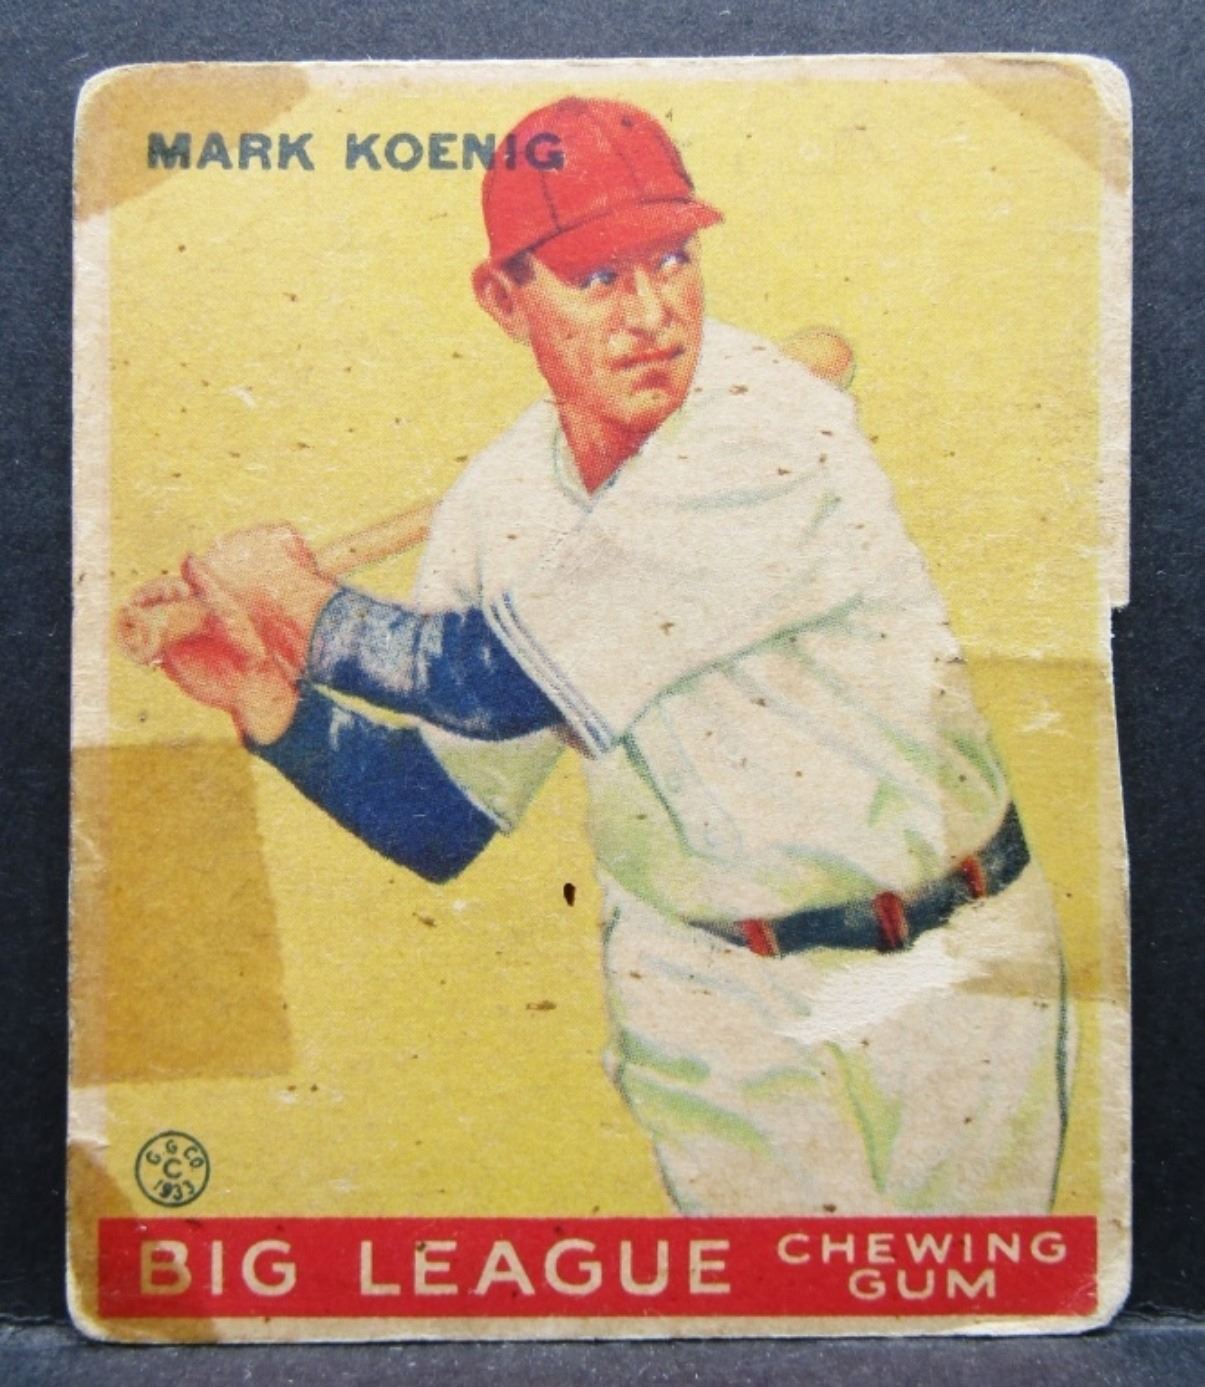 MARK KOENIG
G. G. CO.
C
1933
BIG LEAGUE CHEWING
GUM